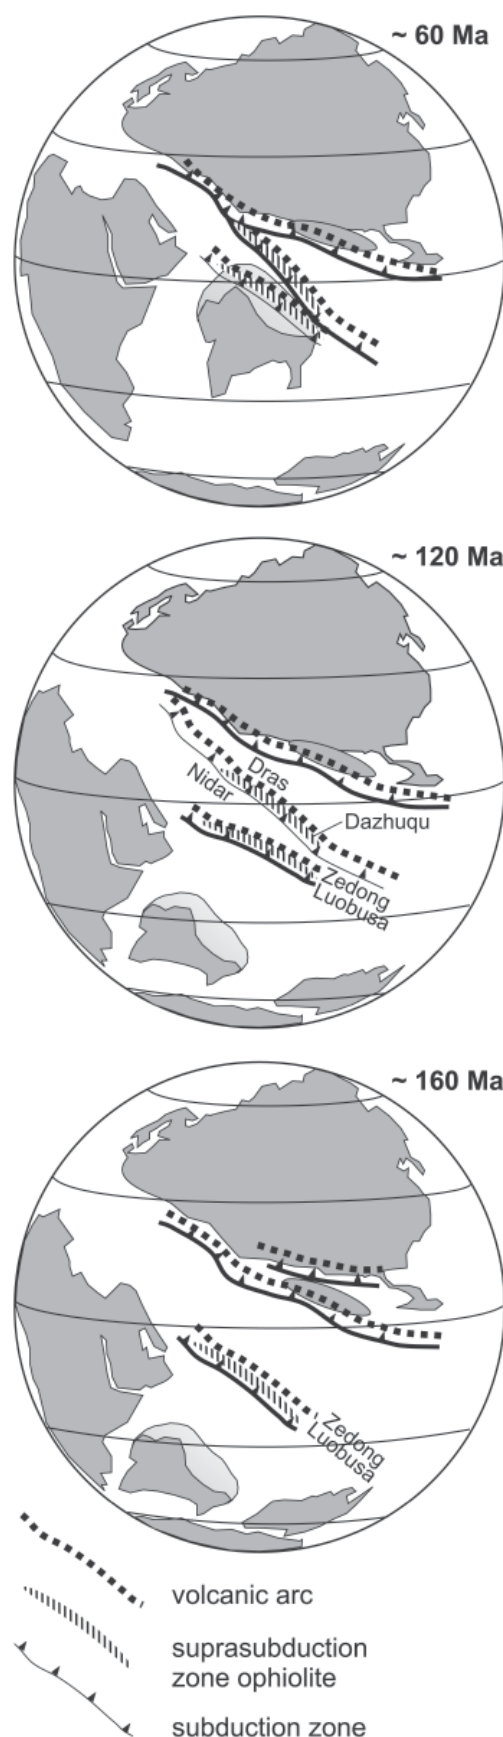 ~ 60 Ma
~ 120 Ma
Dras
Nidar
Dazhuqu
Zedong
Luobusa
~ 160 Ma
Zedong
Luobusa
volcanic arc
suprasubduction
zone ophiolite
subduction zone